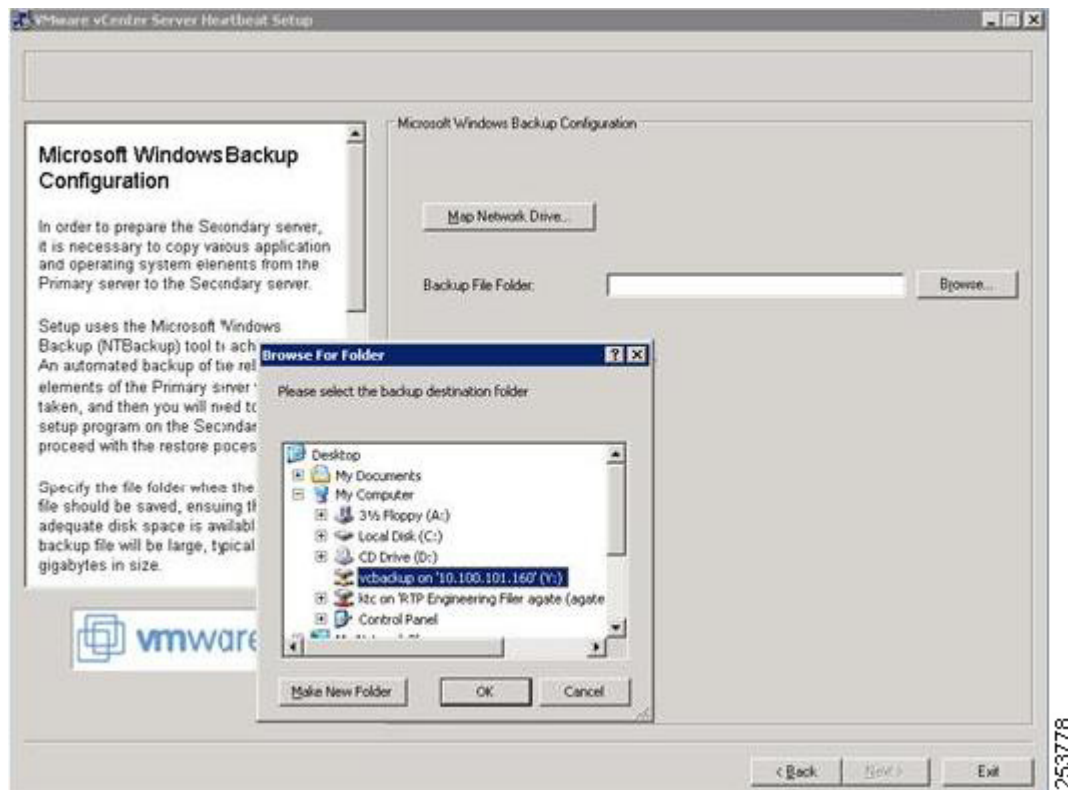 VMware vCenter Server Heartbeat Setup
Microsoft Windows Backup
Configuration
In order to prepare the Secondary server,
it is necessary to copy various application
and operating system elements from the
Primary server to the Secondary server.
Setup uses the Microsoft Windows
Backup (NTBackup) tool to ach
An automated backup of the rel
elements of the Primary server
taken, and then you will need to
setup program on the Secondar
proceed with the restore proces
Specify the file folder where the
file should be saved, ensuring th
adequate disk space is availabl
backup file will be large, typical
gigabytes in size.
vmware
Microsoft Windows Backup Configuration
Map Network Drive...
Backup File Folder:
Browse...
Browse For Folder
Please select the backup destination folder
Desktop
My Documents
My Computer
3½ Floppy (A:)
Local Disk (C:)
CD Drive (D:)
vcbackup on '10.100.101.160' (Y:)
ktc on 'RTP Engineering Filer agate (agate
Control Panel
Make New Folder
OK
Cancel
< Back
Next >
Exit
253778